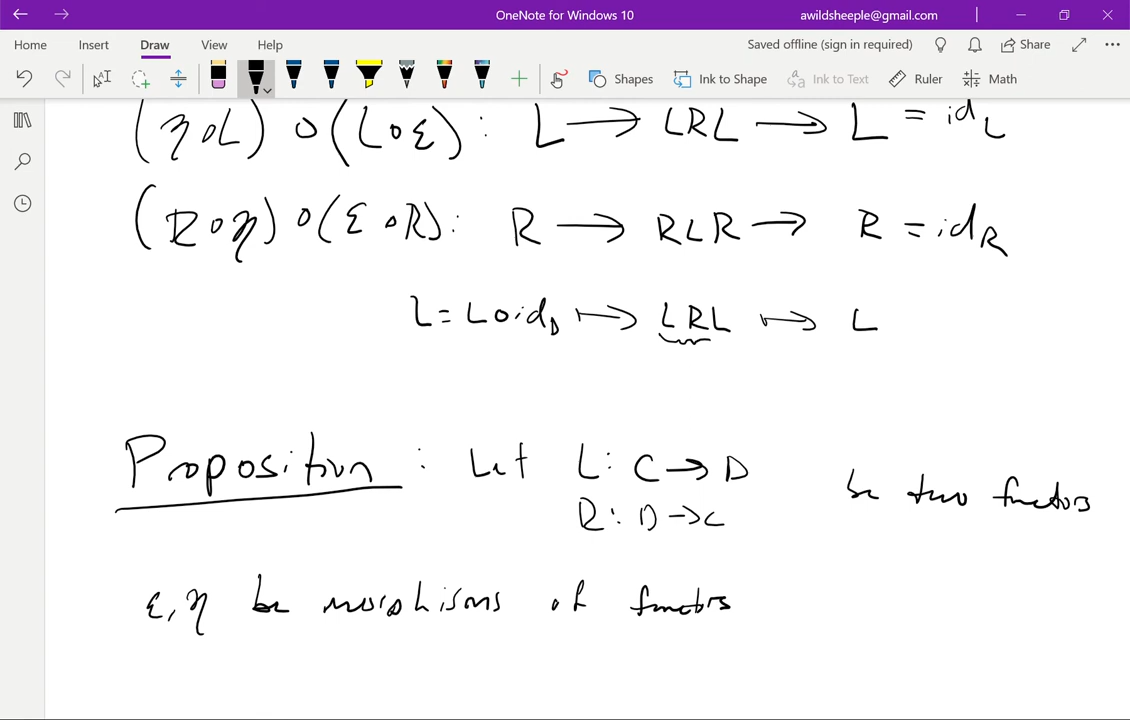 OneNote for Windows 10
awildsheeple@gmail.com
Home Insert Draw View Help
Saved offline (sign in required)
Share
Shapes Ink to Shape Ink to Text Ruler Math
(η∘L) ∘ (L∘ε): L → LRL → L = id_L
(R∘η) ∘ (ε∘R): R → RLR → R = id_R
L = L∘id_D ↦ LRL ↦ L
Proposition : Let L: C → D be two functors
R: D → C
ε, η be morphisms of functors